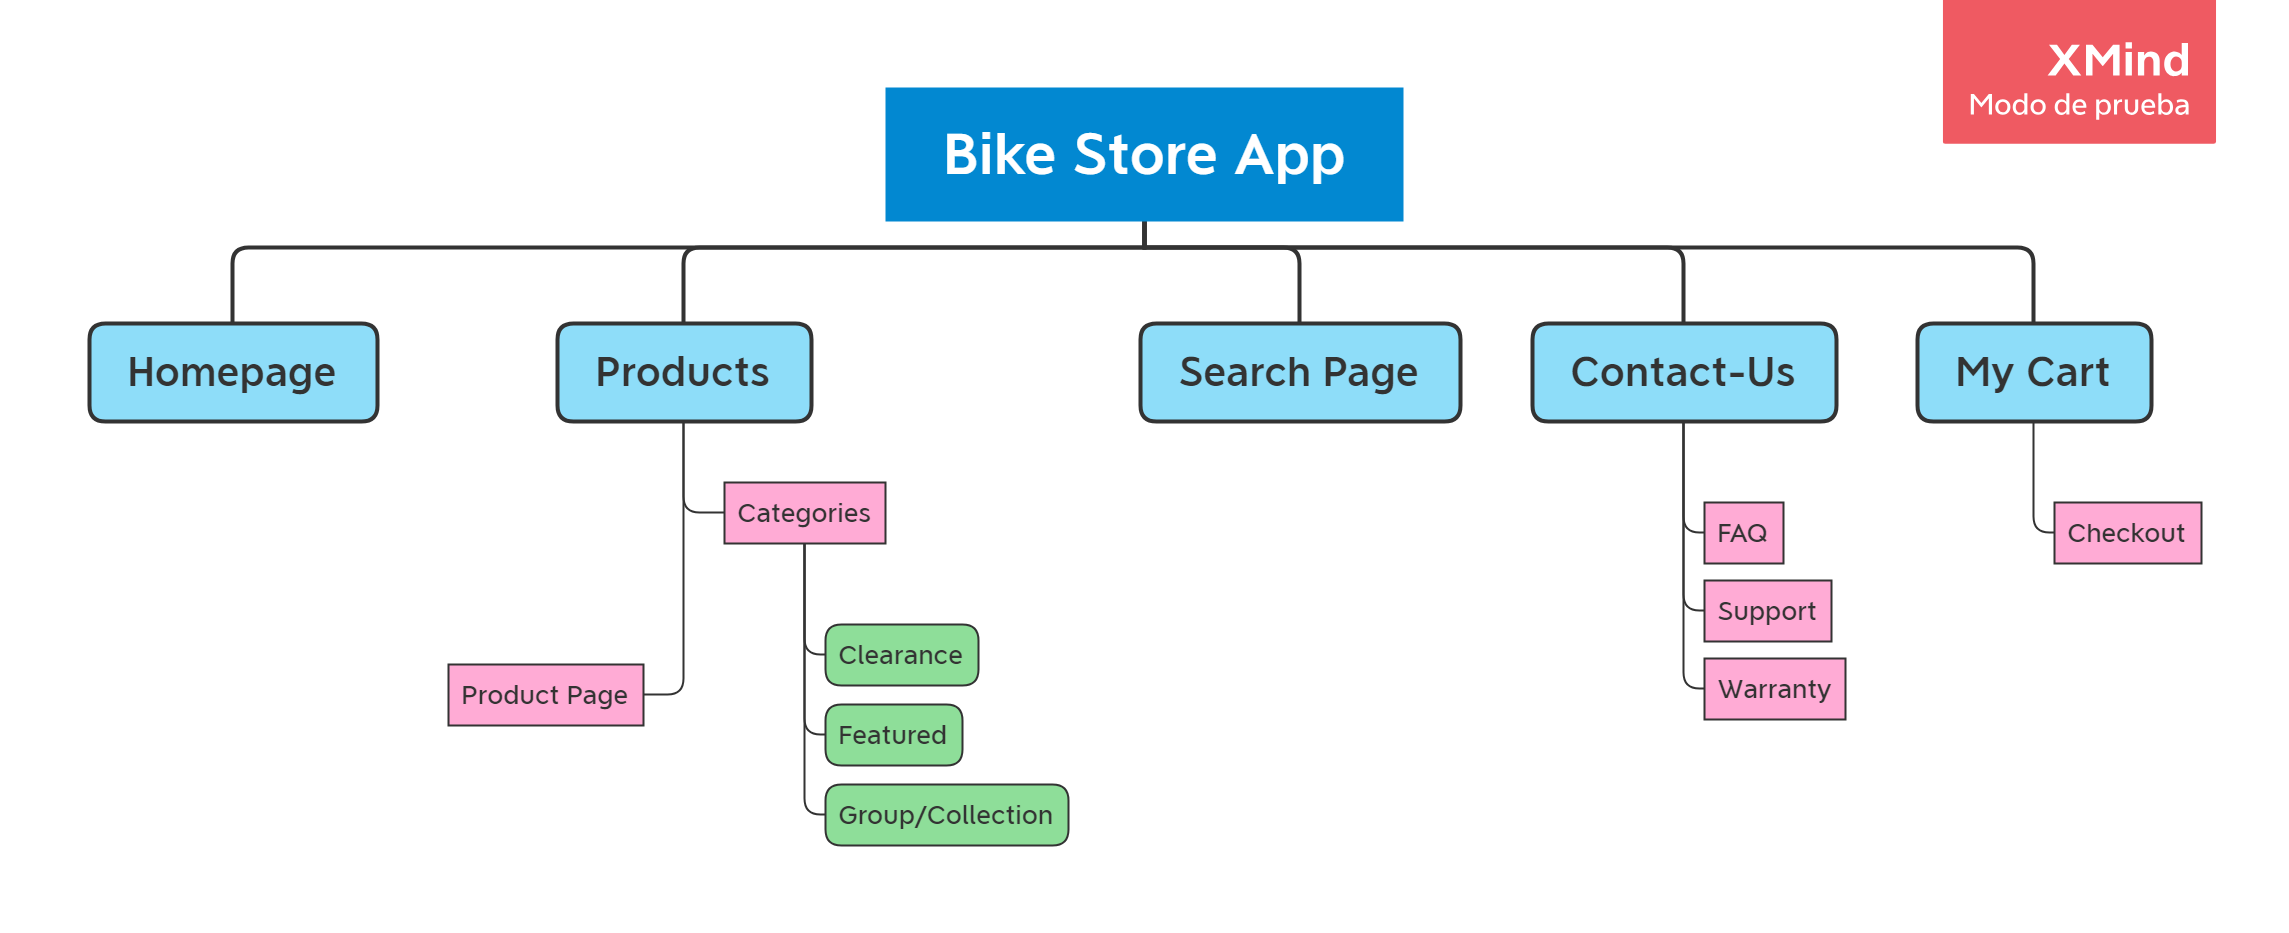 XMind
Modo de prueba
Bike Store App
Homepage
Products
Search Page
Contact-Us
My Cart
Categories
Product Page
Clearance
Featured
Group/Collection
FAQ
Support
Warranty
Checkout